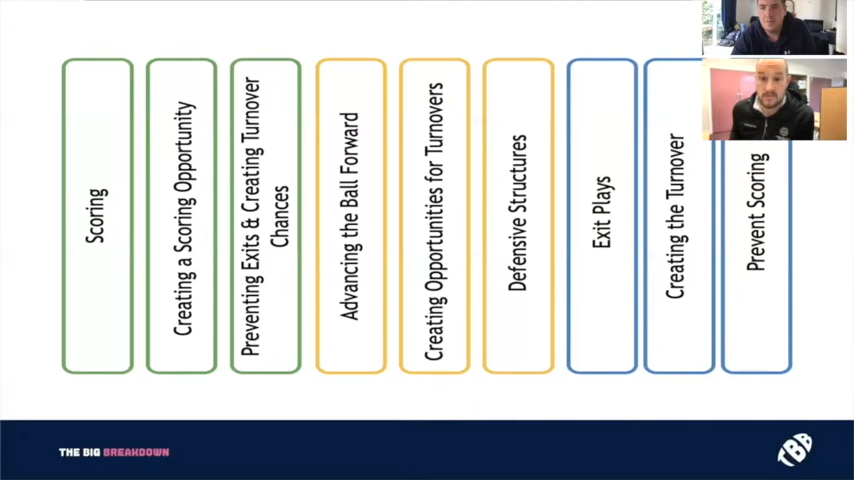 Scoring
Creating a Scoring Opportunity
Preventing Exits & Creating Turnover
Chances
Advancing the Ball Forward
Creating Opportunities for Turnovers
Defensive Structures
Exit Plays
Creating the Turnover
Prevent Scoring
THE BIG BREAKDOWN
TBB